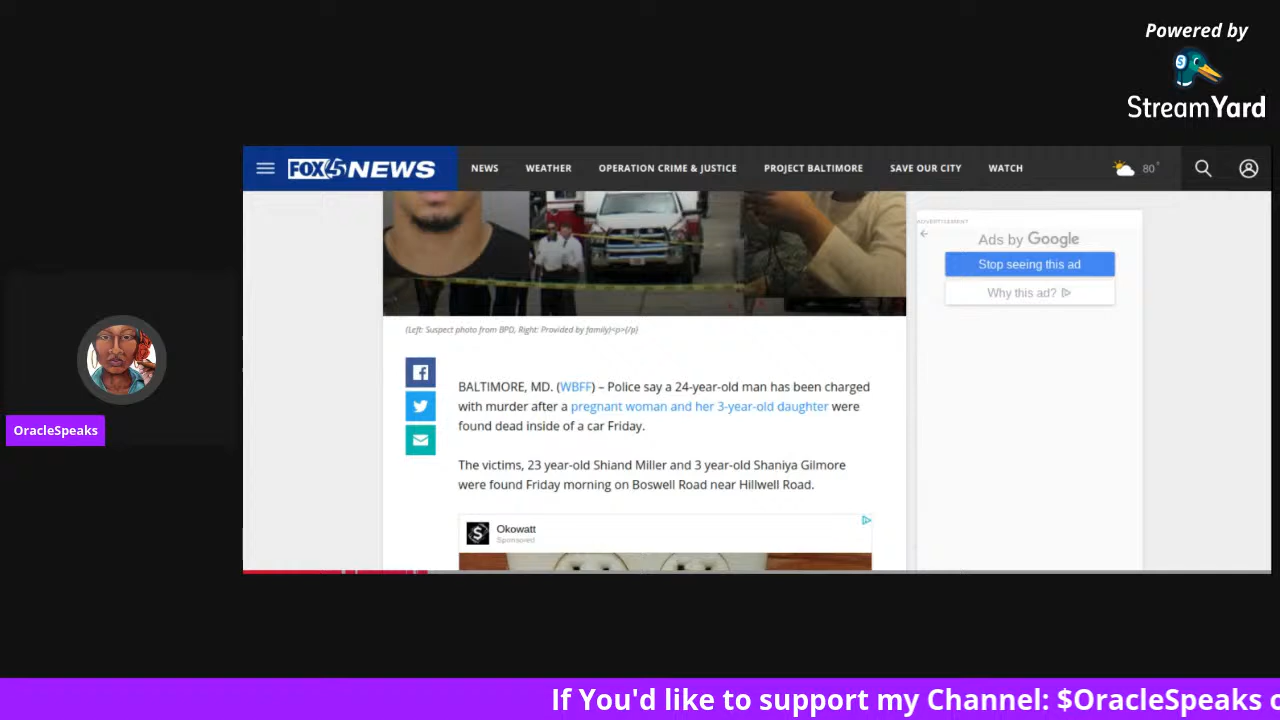 Powered by
StreamYard
FOX 5 NEWS
NEWS
WEATHER
OPERATION CRIME & JUSTICE
PROJECT BALTIMORE
SAVE OUR CITY
WATCH
80°
ADVERTISEMENT
Ads by Google
Stop seeing this ad
Why this ad?
(Left: Suspect photo from BPD, Right: Provided by family)<p>{/p}
BALTIMORE, MD. (WBFF) – Police say a 24-year-old man has been charged
with murder after a pregnant woman and her 3-year-old daughter were
found dead inside of a car Friday.
The victims, 23 year-old Shiand Miller and 3 year-old Shaniya Gilmore
were found Friday morning on Boswell Road near Hillwell Road.
Okowatt
Sponsored
OracleSpeaks
If You'd like to support my Channel: $OracleSpeaks